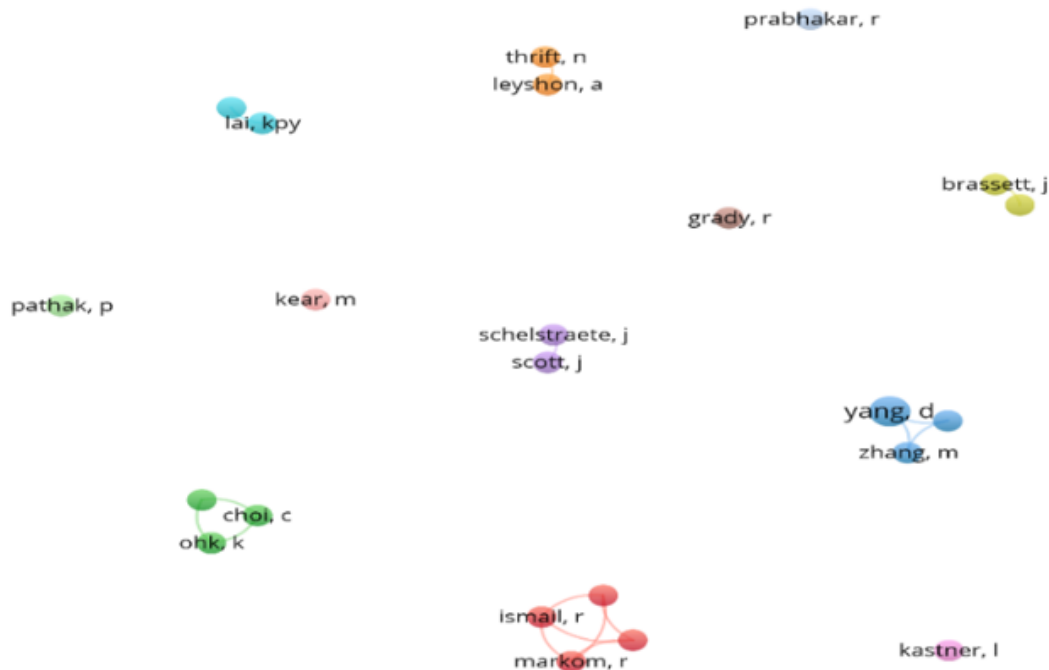 prabhakar, r
thrift, n
leyshon, a
lai, kpy
brassett, j
grady, r
pathak, p
kear, m
schelstraete, j
scott, j
yang, d
zhang, m
choi, c
ohk, k
ismail, r
markom, r
kastner, l